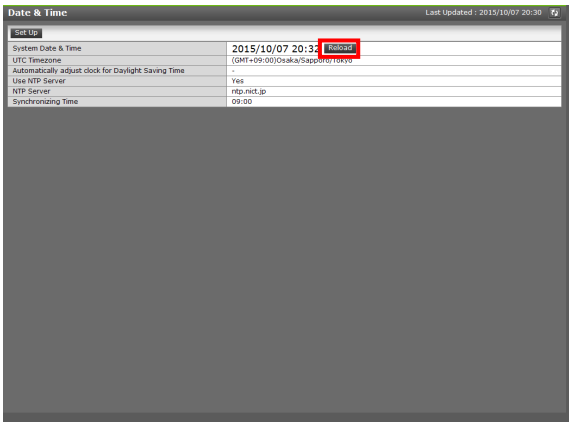 Date & Time
Last Updated : 2015/10/07 20:30
Set Up
System Date & Time 2015/10/07 20:32 Reload
UTC Timezone (GMT+09:00)Osaka/Sapporo/Tokyo
Automatically adjust clock for Daylight Saving Time -
Use NTP Server Yes
NTP Server ntp.nict.jp
Synchronizing Time 09:00